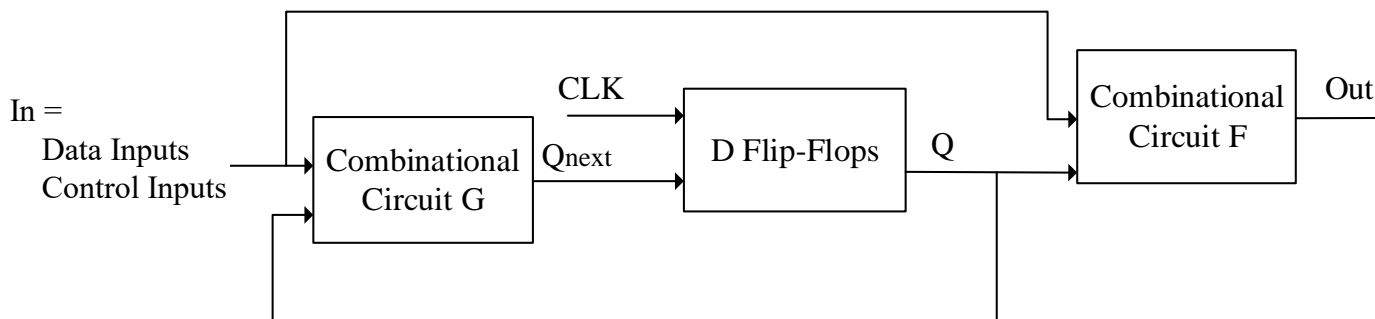 In =
Data Inputs
Control Inputs
Combinational
Circuit G
CLK
Qnext
D Flip-Flops
Q
Combinational
Circuit F
Out